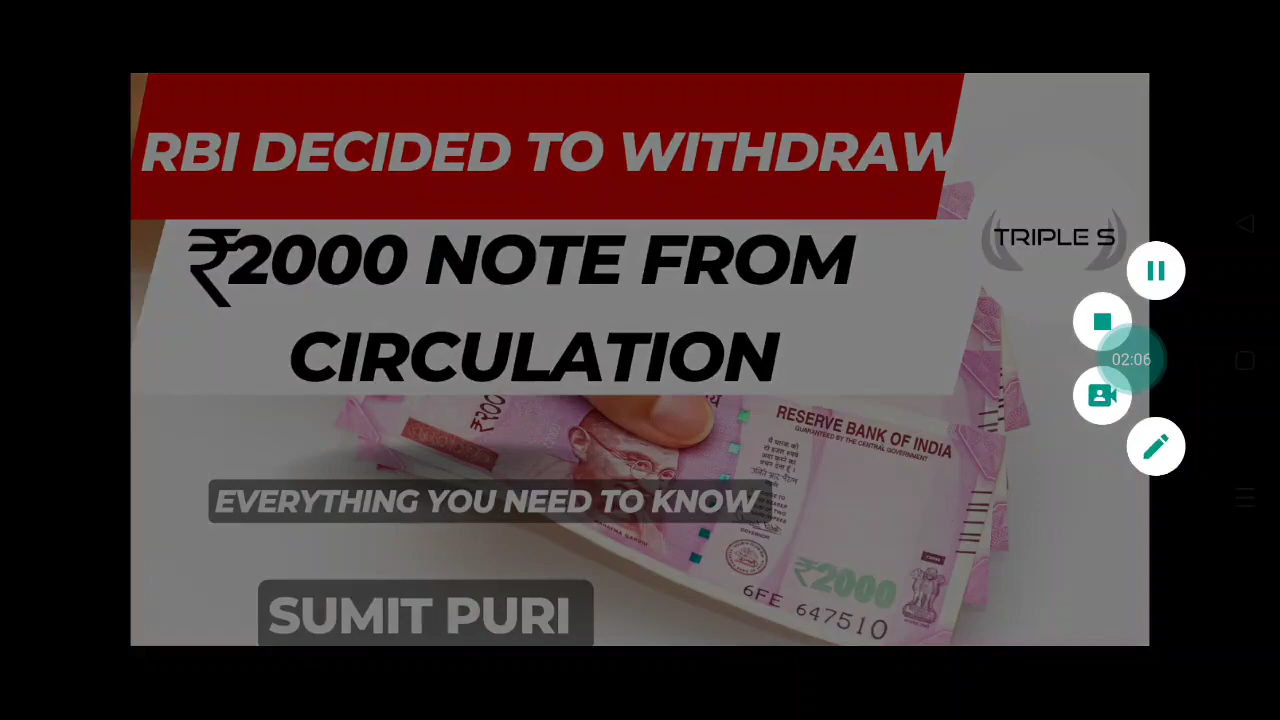 RBI DECIDED TO WITHDRAW
₹2000 NOTE FROM
CIRCULATION
TRIPLE S
02:06
RESERVE BANK OF INDIA
GUARANTEED BY THE CENTRAL GOVERNMENT
EVERYTHING YOU NEED TO KNOW
₹2000
6FE 647510
SUMIT PURI